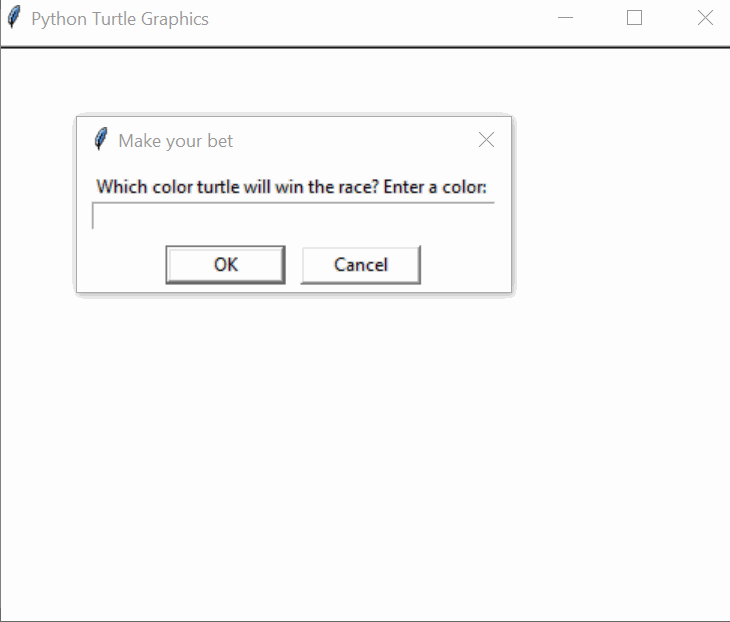 Python Turtle Graphics
Make your bet
Which color turtle will win the race? Enter a color:
OK Cancel